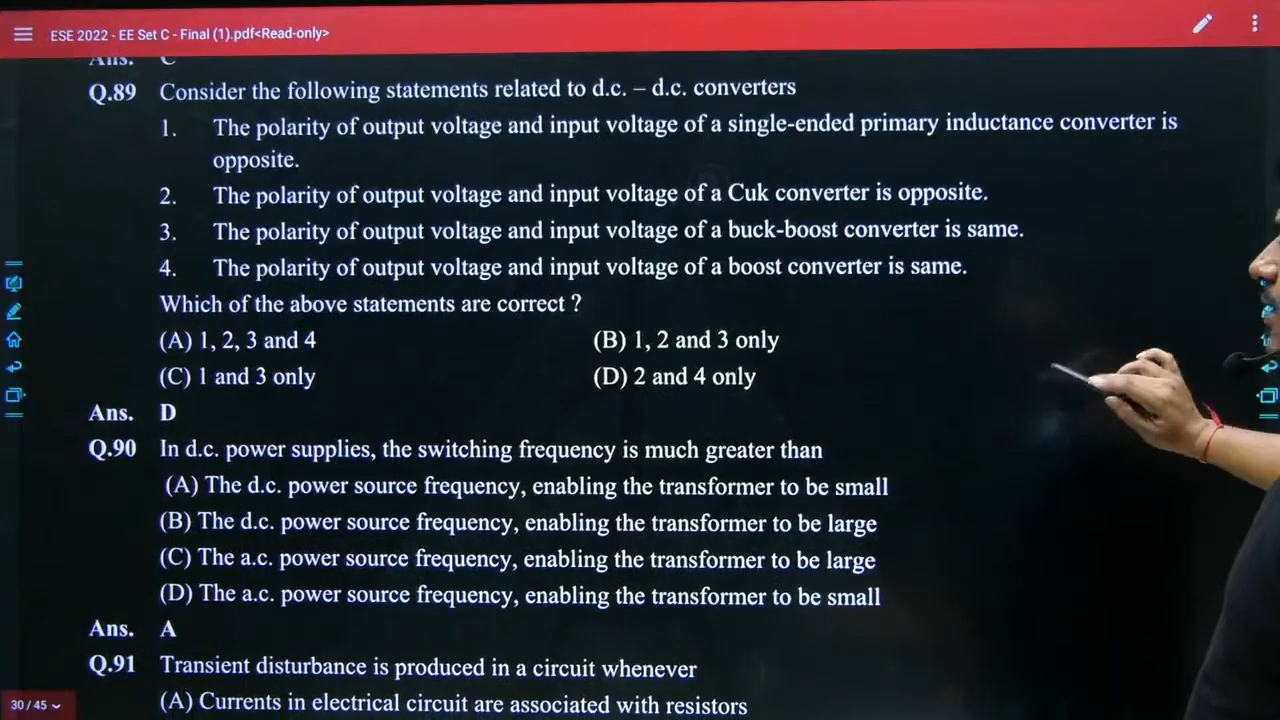 ESE 2022 - EE Set C - Final (1).pdf<Read-only>
Ans. C
Q.89 Consider the following statements related to d.c. – d.c. converters
1. The polarity of output voltage and input voltage of a single-ended primary inductance converter is
opposite.
2. The polarity of output voltage and input voltage of a Cuk converter is opposite.
3. The polarity of output voltage and input voltage of a buck-boost converter is same.
4. The polarity of output voltage and input voltage of a boost converter is same.
Which of the above statements are correct ?
(A) 1, 2, 3 and 4 (B) 1, 2 and 3 only
(C) 1 and 3 only (D) 2 and 4 only
Ans. D
Q.90 In d.c. power supplies, the switching frequency is much greater than
(A) The d.c. power source frequency, enabling the transformer to be small
(B) The d.c. power source frequency, enabling the transformer to be large
(C) The a.c. power source frequency, enabling the transformer to be large
(D) The a.c. power source frequency, enabling the transformer to be small
Ans. A
Q.91 Transient disturbance is produced in a circuit whenever
(A) Currents in electrical circuit are associated with resistors
30 / 45